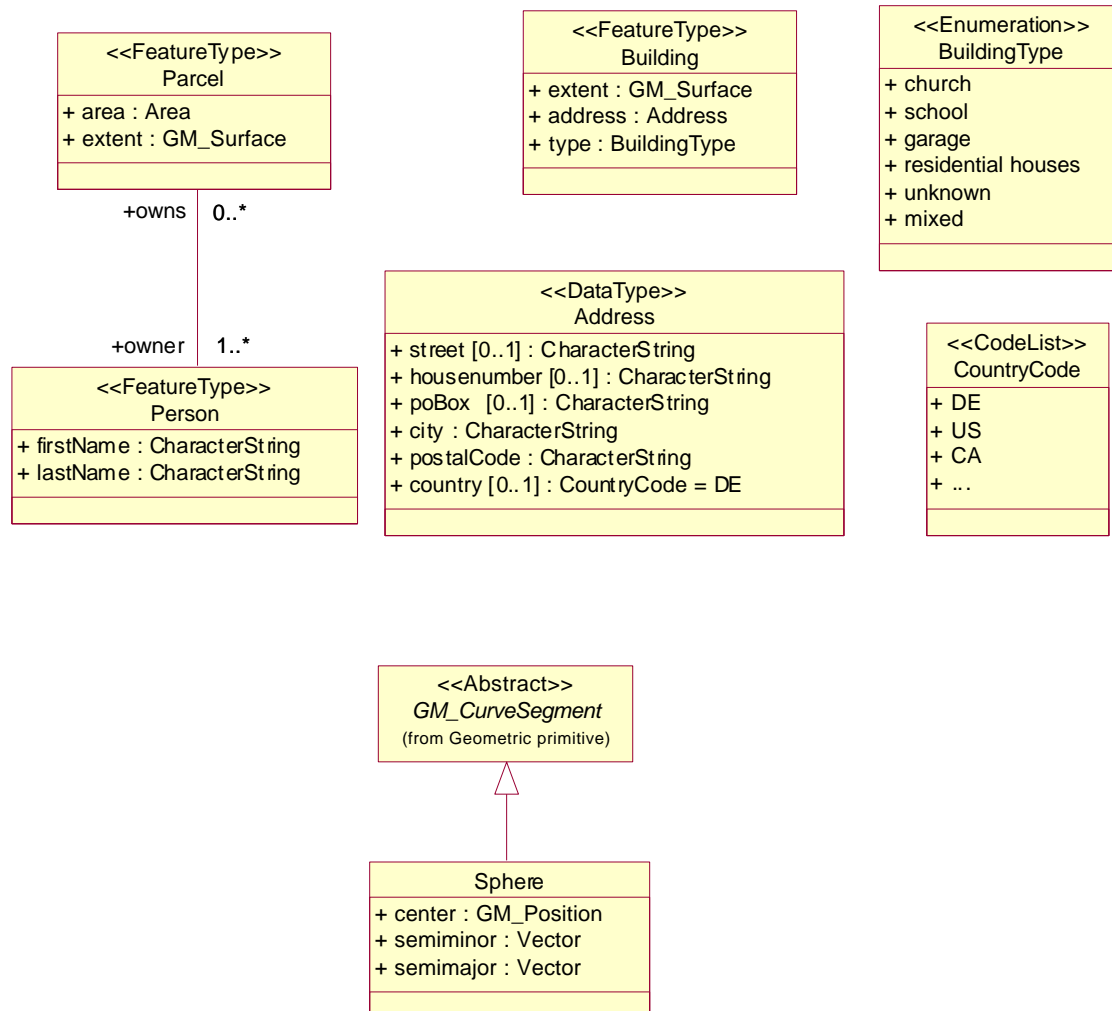 <<FeatureType>>
Parcel
+ area : Area
+ extent : GM_Surface
+owns 0..*
+owner 1..*
<<FeatureType>>
Person
+ firstName : CharacterString
+ lastName : CharacterString
<<FeatureType>>
Building
+ extent : GM_Surface
+ address : Address
+ type : BuildingType
<<Enumeration>>
BuildingType
+ church
+ school
+ garage
+ residential houses
+ unknown
+ mixed
<<DataType>>
Address
+ street [0..1] : CharacterString
+ housenumber [0..1] : CharacterString
+ poBox [0..1] : CharacterString
+ city : CharacterString
+ postalCode : CharacterString
+ country [0..1] : CountryCode = DE
<<CodeList>>
CountryCode
+ DE
+ US
+ CA
+ ...
<<Abstract>>
GM_CurveSegment
(from Geometric primitive)
Sphere
+ center : GM_Position
+ semiminor : Vector
+ semimajor : Vector